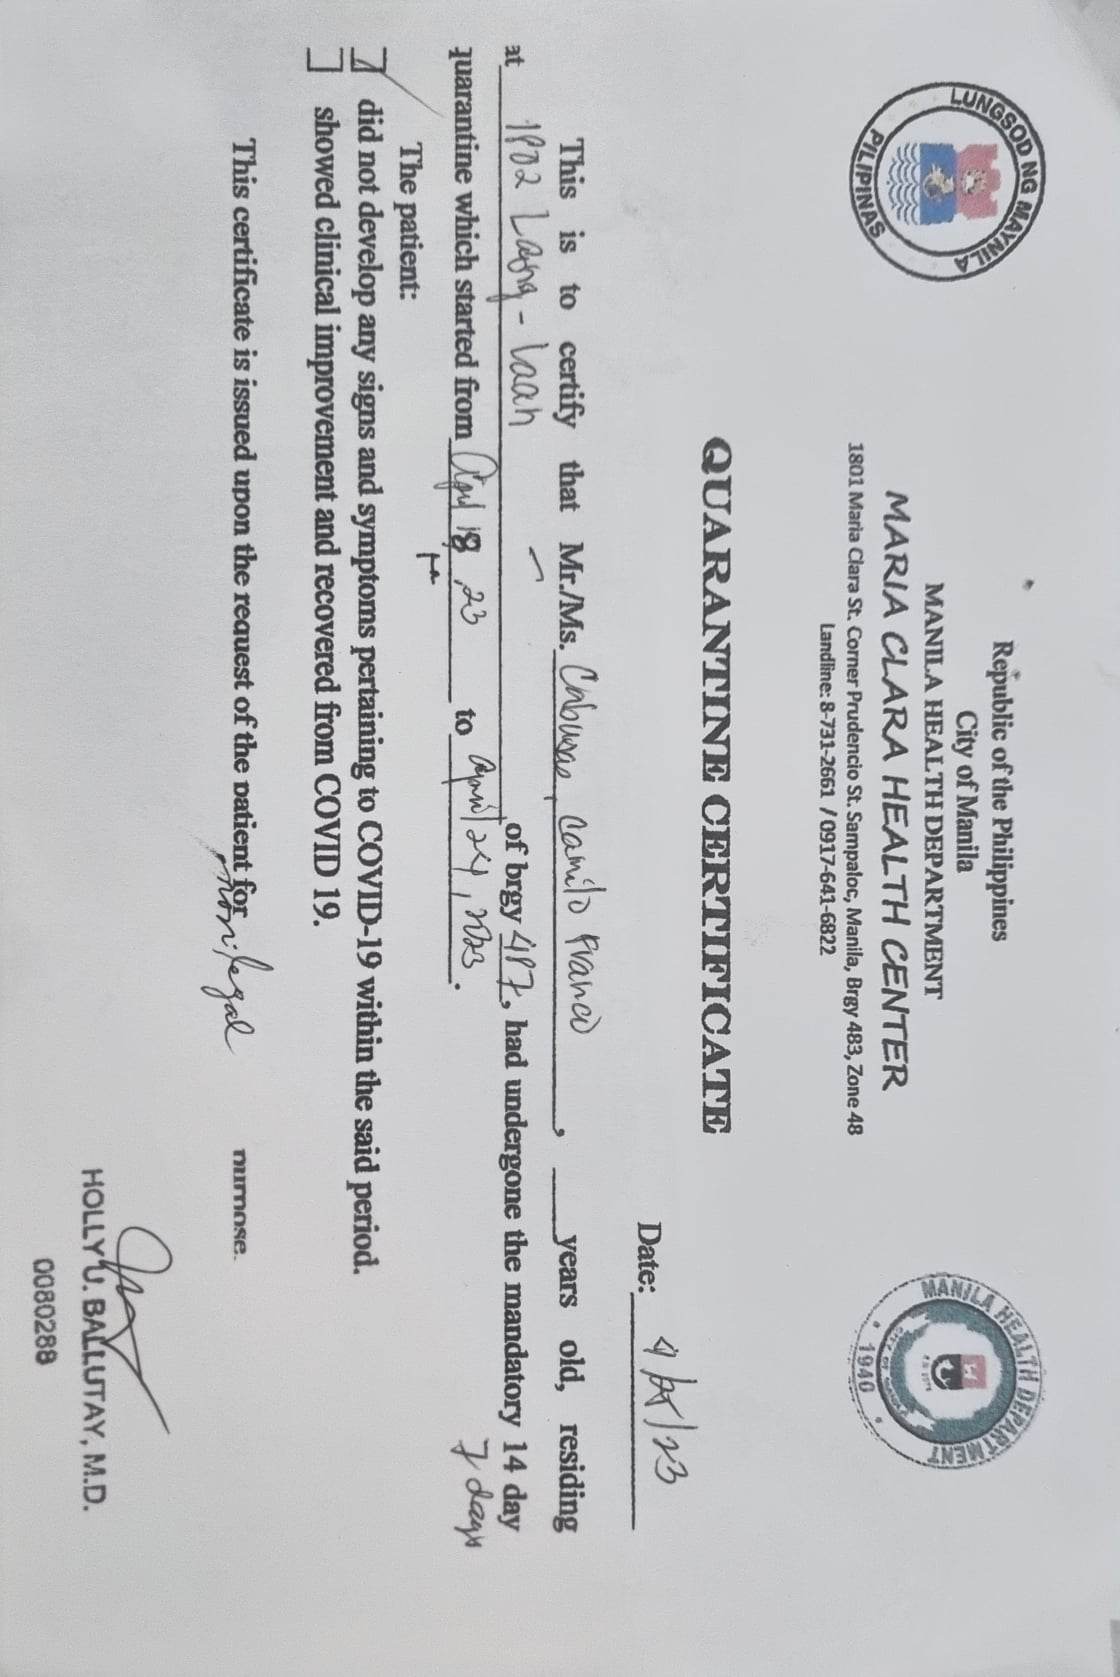 LUNGSOD NG MAYNILA
PILIPINAS
Republic of the Philippines
City of Manila
MANILA HEALTH DEPARTMENT
MARIA CLARA HEALTH CENTER
1801 Maria Clara St. Corner Prudencio St. Sampaloc, Manila, Brgy 483, Zone 48
Landline: 8-731-2661 / 0917-641-6822
MANILA HEALTH DEPARTMENT
CITY OF MANILA
1940
QUARANTINE CERTIFICATE
Date: 4/25/23
This is to certify that Mr./Ms. Cabusas, Camilo Franco, ____years old, residing
at 1802 Laong-laan of brgy 487, had undergone the mandatory 14 day
7 days
quarantine which started from April 18, 23 to April 24, 2023.
The patient:
did not develop any signs and symptoms pertaining to COVID-19 within the said period.
showed clinical improvement and recovered from COVID 19.
This certificate is issued upon the request of the patient for non-legal purpose.
HOLLY U. BALLUTAY, M.D.
0080288